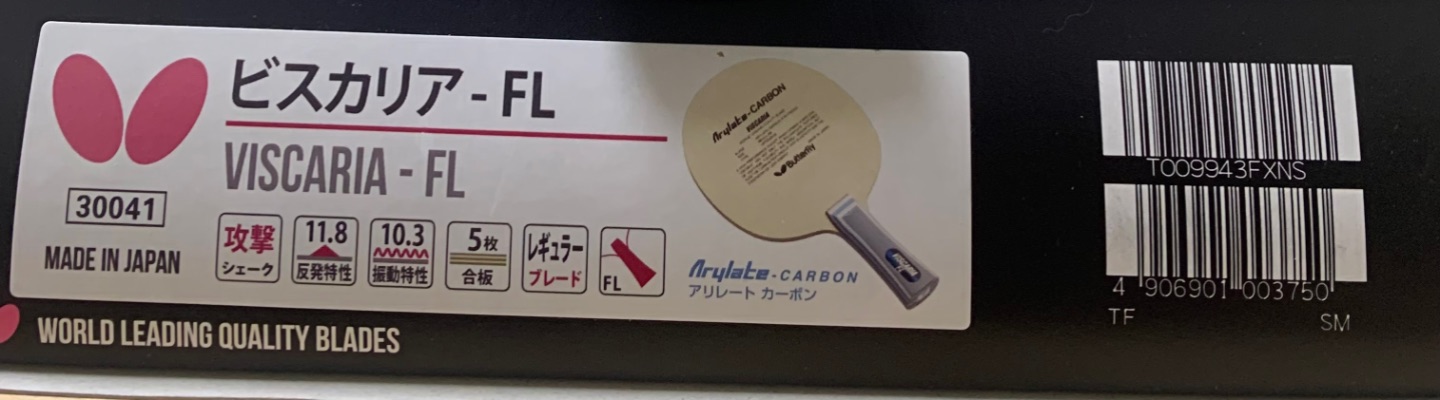 ビスカリア - FL
VISCARIA - FL
30041
MADE IN JAPAN
攻撃
シェーク
11.8
反発特性
10.3
振動特性
5枚
合板
レギュラー
ブレード
FL
Arylate-CARBON
VISCARIA
Butterfly
Arylate-CARBON
アリレート カーボン
WORLD LEADING QUALITY BLADES
T009943FXNS
4 906901 003750
TF SM